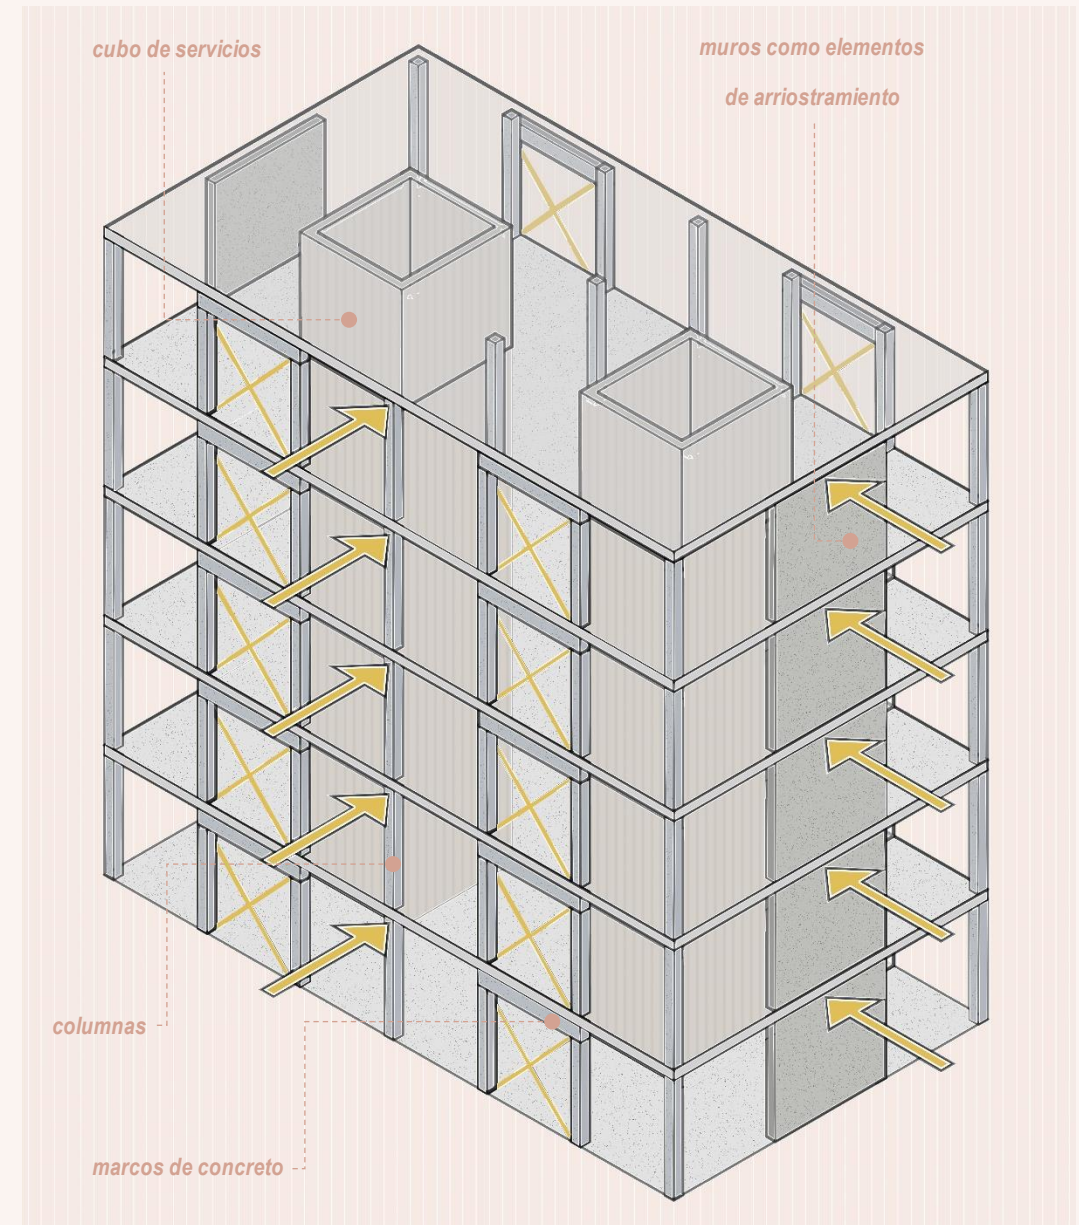 cubo de servicios
muros como elementos
de arriostramiento
columnas
marcos de concreto